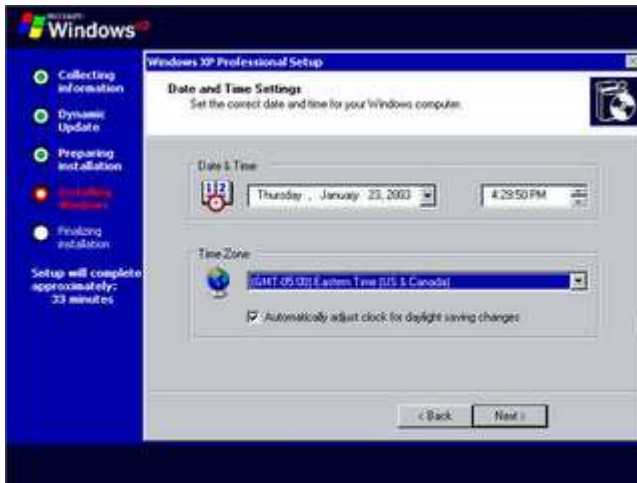 Microsoft
Windows xp
Collecting
information
Dynamic
Update
Preparing
installation
Installing
Windows
Finalizing
installation
Setup will complete
approximately:
33 minutes
Windows XP Professional Setup
Date and Time Settings
Set the correct date and time for your Windows computer.
Date & Time
Thursday , January 23, 2003
4:29:50 PM
Time Zone
(GMT-05:00) Eastern Time (US & Canada)
Automatically adjust clock for daylight saving changes
< Back
Next >